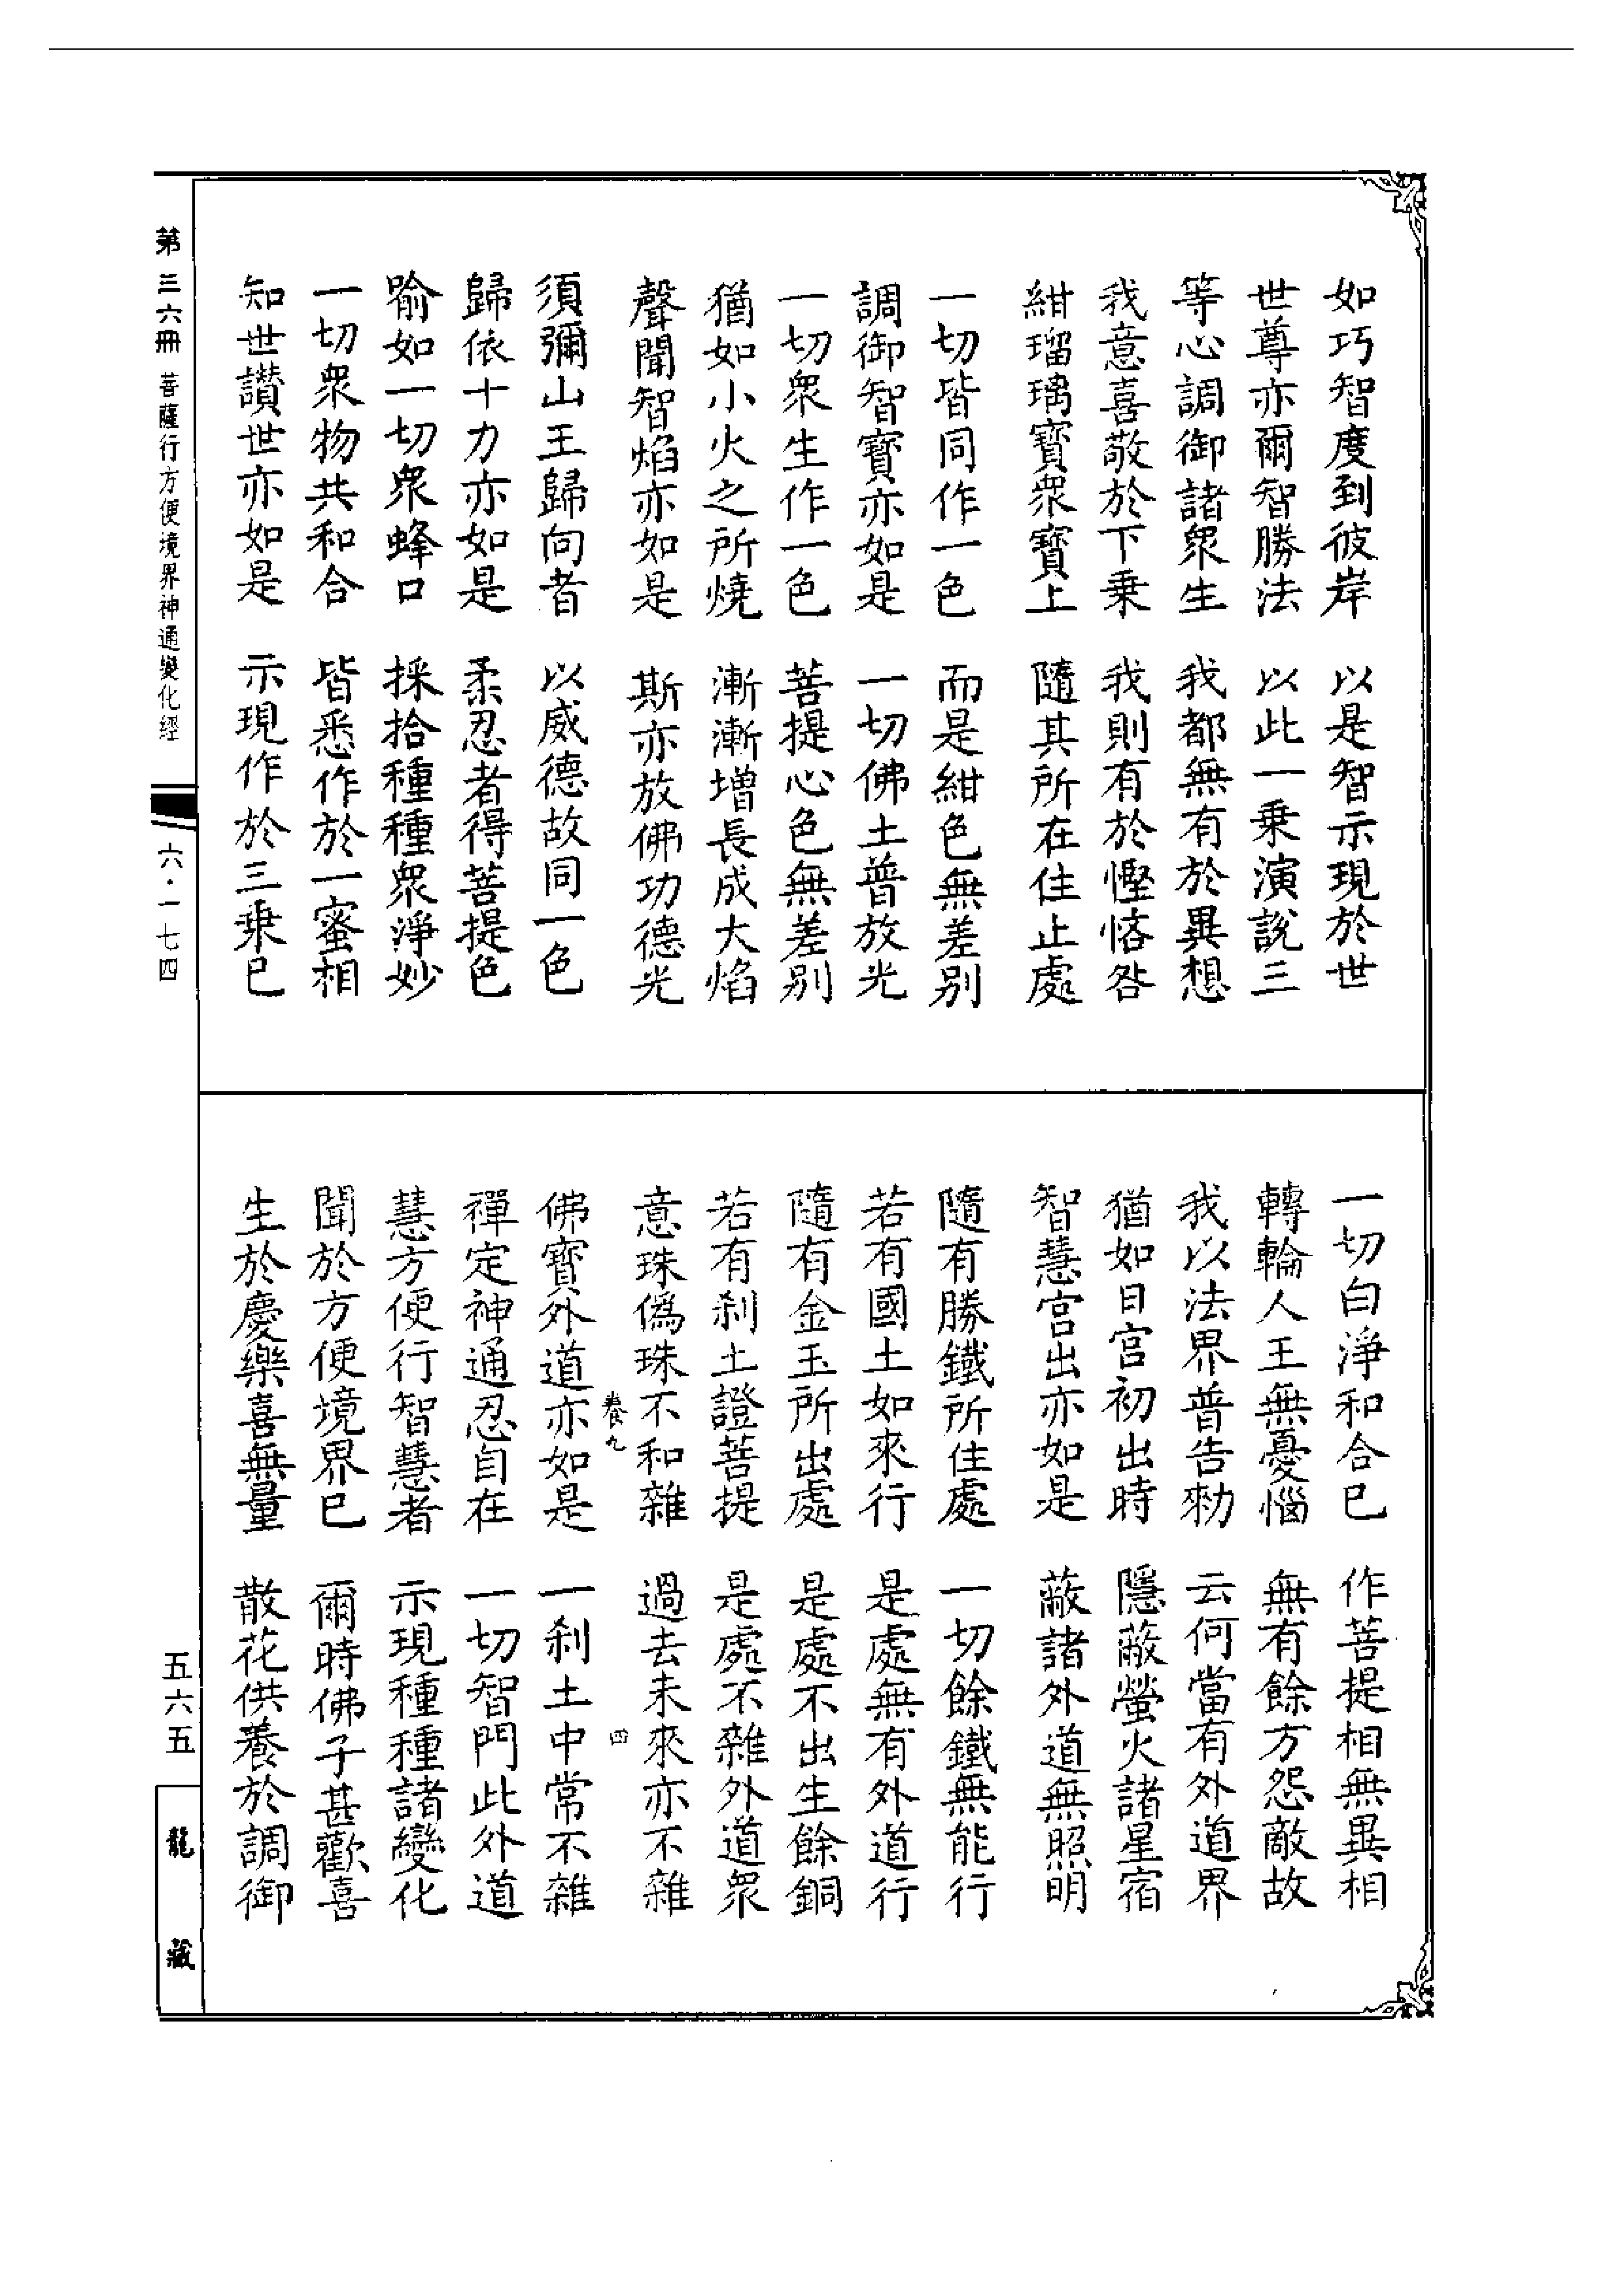 如巧智度到彼岸　以是智示現於世
世尊亦爾智勝法　以此一乗演說三
等心調御諸衆生　我都無有於異想
我意喜敬於下乗　我則有於慳悋咎
紺瑠璃寶衆寶上　隨其所在住止處
一切皆同作一色　而是紺色無差别
調御智寶亦如是　一切佛土普放光
一切衆生作一色　菩提心色無差别
猶如小火之所燒　漸漸增長成大焰
聲聞智焰亦如是　斯亦放佛功德光
須彌山王歸向者　以威德故同一色
歸依十力亦如是　柔忍者得菩提色
喻如一切衆蜂口　採拾種種衆淨妙
一切衆物共和合　皆悉作於一蜜相
知世讚世亦如是　示現作於三乗已
一切白淨和合已　作菩提相無異相
轉輪人王無憂惱　無有餘方怨敵故
我以法界普告勑　云何當有外道界
猶如日宫初出時　隱蔽螢火諸星宿
智慧宫出亦如是　蔽諸外道無照明
隨有勝鐵所住處　一切餘鐵無能行
若有國土如來行　是處無有外道行
隨有金玉所出處　是處不出生餘銅
若有刹土證菩提　是處不雜外道衆
意珠僞珠不和雜　過去未來亦不雜
養九　四
佛寶外道亦如是　一刹土中常不雜
禪定神通忍自在　一切智門此外道
慧方便行智慧者　示現種種諸變化
聞於方便境界已　爾時佛子甚歡喜
生於慶樂喜無量　散花供養於調御
第三六冊　菩薩行方便境界神通變化經
六·一七四
五六五
龍藏